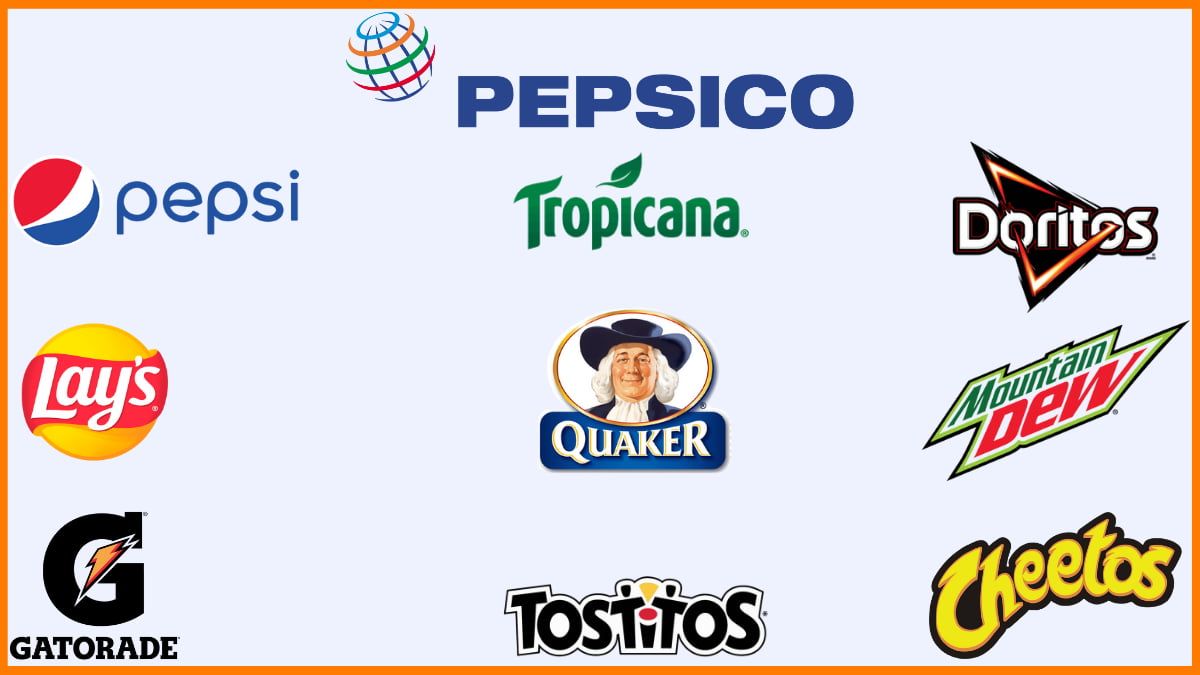 PEPSICO
pepsi
Tropicana®
Doritos
Lay's®
QUAKER®
Mountain
Dew®
G®
GATORADE
TOSTITOS®
Cheetos